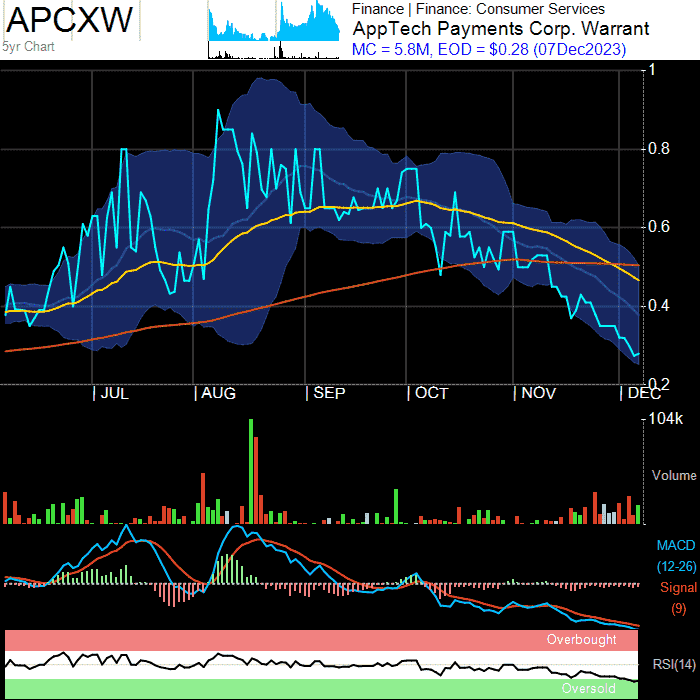 APCXW
5yr Chart
Finance | Finance: Consumer Services
AppTech Payments Corp. Warrant
MC = 5.8M, EOD = $0.28 (07Dec2023)
1
0.8
0.6
0.4
0.2
JUL AUG SEP OCT NOV DEC
104k
Volume
MACD
(12-26)
Signal
(9)
Overbought
RSI(14)
Oversold